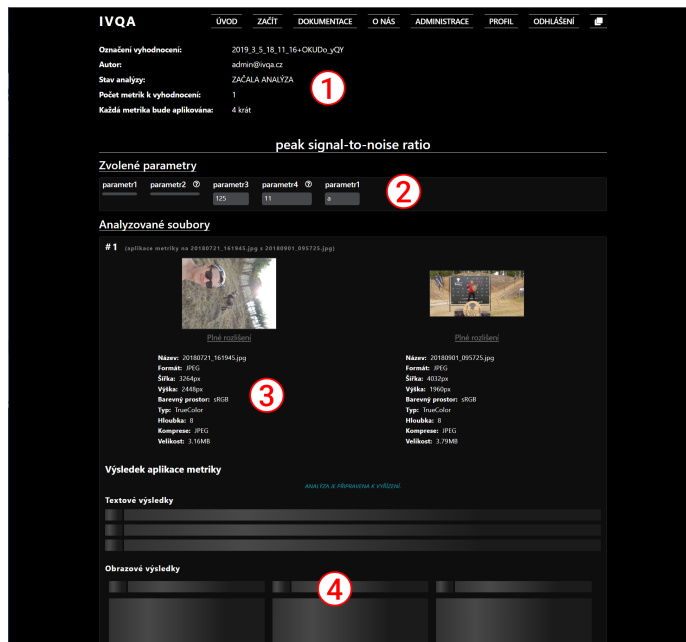 IVQA ÚVOD ZAČÍT DOKUMENTACE O NÁS ADMINISTRACE PROFIL ODHLÁŠENÍ
Označení vyhodnocení: 2019_3_5_18_11_16+OKUDo_yQY
Autor: admin@ivqa.cz
Stav analýzy: ZAČALA ANALÝZA
Počet metrik k vyhodnocení: 1
Každá metrika bude aplikována: 4 krát
1
peak signal-to-noise ratio
Zvolené parametry
parametr1 parametr2 ? parametr3 parametr4 ? parametr1
125 11 a
2
Analyzované soubory
#1 (aplikace metriky na 20180721_161945.jpg s 20180901_095725.jpg)
Plné rozlišení Plné rozlišení
Název: 20180721_161945.jpg Název: 20180901_095725.jpg
Formát: JPEG Formát: JPEG
Šířka: 3264px Šířka: 4032px
Výška: 2448px Výška: 1960px
Barevný prostor: sRGB Barevný prostor: sRGB
Typ: TrueColor Typ: TrueColor
Hloubka: 8 Hloubka: 8
Komprese: JPEG Komprese: JPEG
Velikost: 3.16MB Velikost: 3.79MB
3
Výsledek aplikace metriky
ANALÝZA JE PŘIPRAVENA K VYŘÍZENÍ.
Textové výsledky
Obrazové výsledky
4